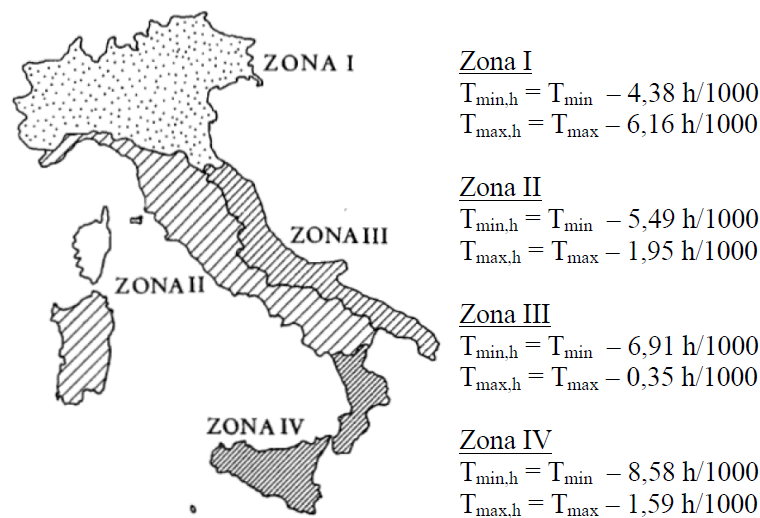 ZONA I
ZONA III
ZONA II
ZONA IV
Zona I
Tmin,h = Tmin – 4,38 h/1000
Tmax,h = Tmax – 6,16 h/1000
Zona II
Tmin,h = Tmin – 5,49 h/1000
Tmax,h = Tmax – 1,95 h/1000
Zona III
Tmin,h = Tmin – 6,91 h/1000
Tmax,h = Tmax – 0,35 h/1000
Zona IV
Tmin,h = Tmin – 8,58 h/1000
Tmax,h = Tmax – 1,59 h/1000